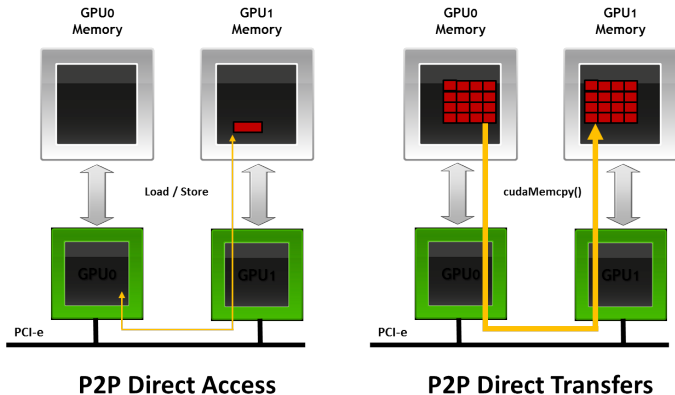 GPU0
Memory
GPU1
Memory
Load / Store
GPU0
GPU1
PCI-e
P2P Direct Access
GPU0
Memory
GPU1
Memory
cudaMemcpy()
GPU0
GPU1
PCI-e
P2P Direct Transfers